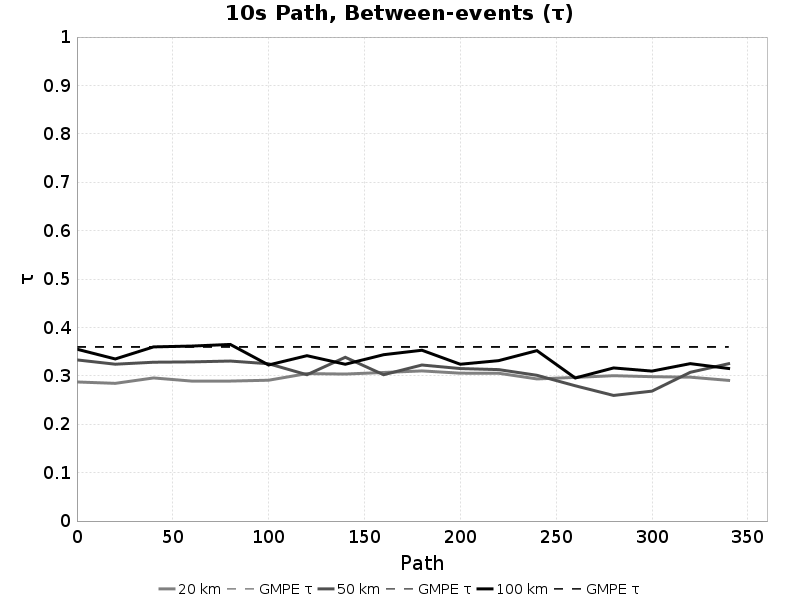 10s Path, Between-events (τ)
1
0.9
0.8
0.7
0.6
0.5
0.4
0.3
0.2
0.1
0
τ
0 50 100 150 200 250 300 350
Path
20 km GMPE τ 50 km GMPE τ 100 km GMPE τ